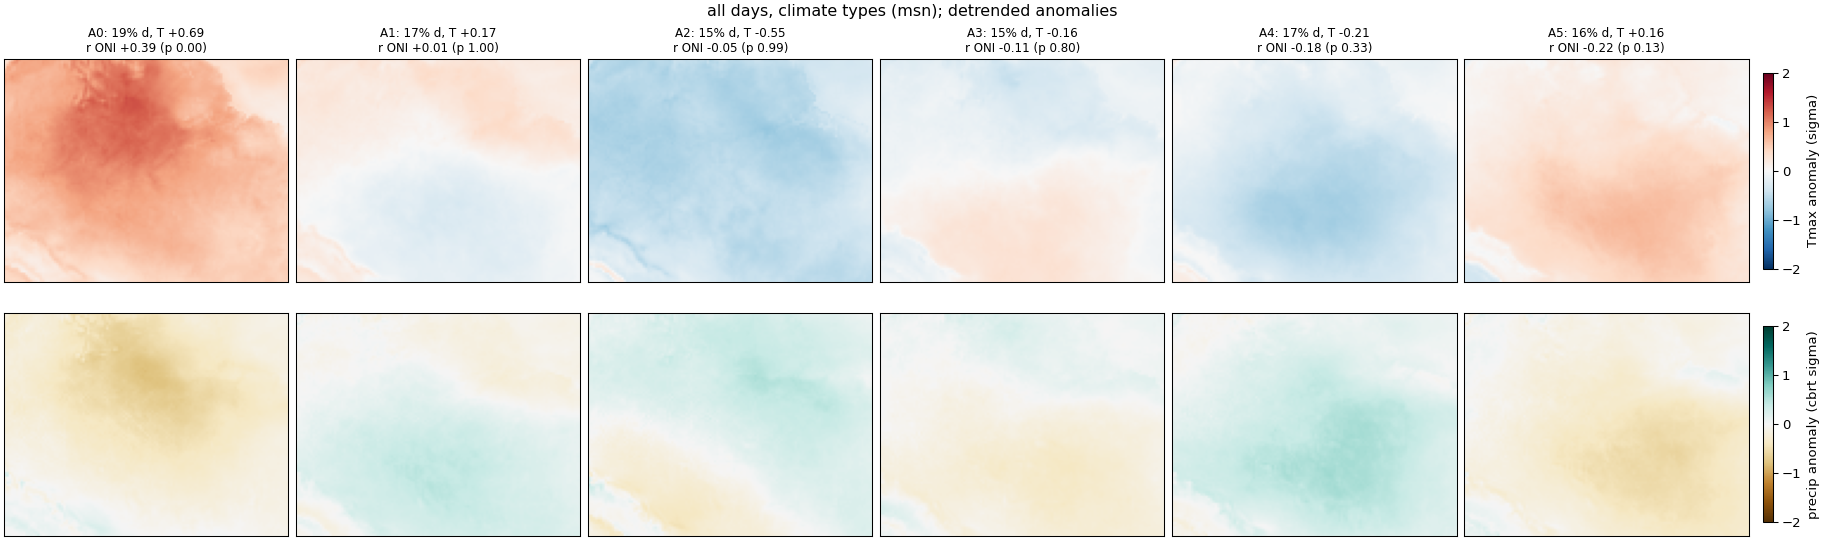 all days, climate types (msn); detrended anomalies
A0: 19% d, T +0.69
r ONI +0.39 (p 0.00)
A1: 17% d, T +0.17
r ONI +0.01 (p 1.00)
A2: 15% d, T -0.55
r ONI -0.05 (p 0.99)
A3: 15% d, T -0.16
r ONI -0.11 (p 0.80)
A4: 17% d, T -0.21
r ONI -0.18 (p 0.33)
A5: 16% d, T +0.16
r ONI -0.22 (p 0.13)
2
1
0
−1
−2
Tmax anomaly (sigma)
2
1
0
−1
−2
precip anomaly (cbrt sigma)